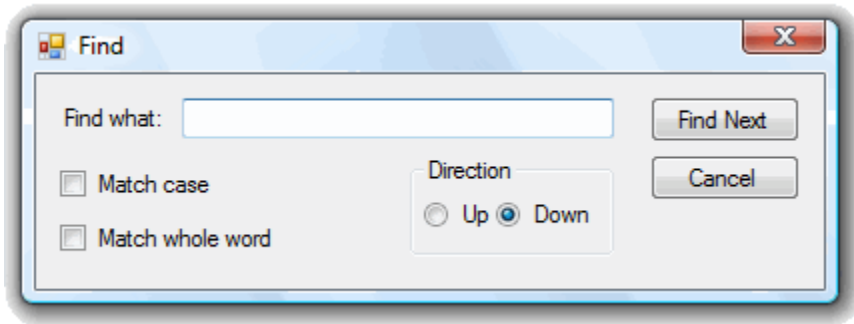 Find
Find what:
Find Next
Match case
Direction
Cancel
Up Down
Match whole word